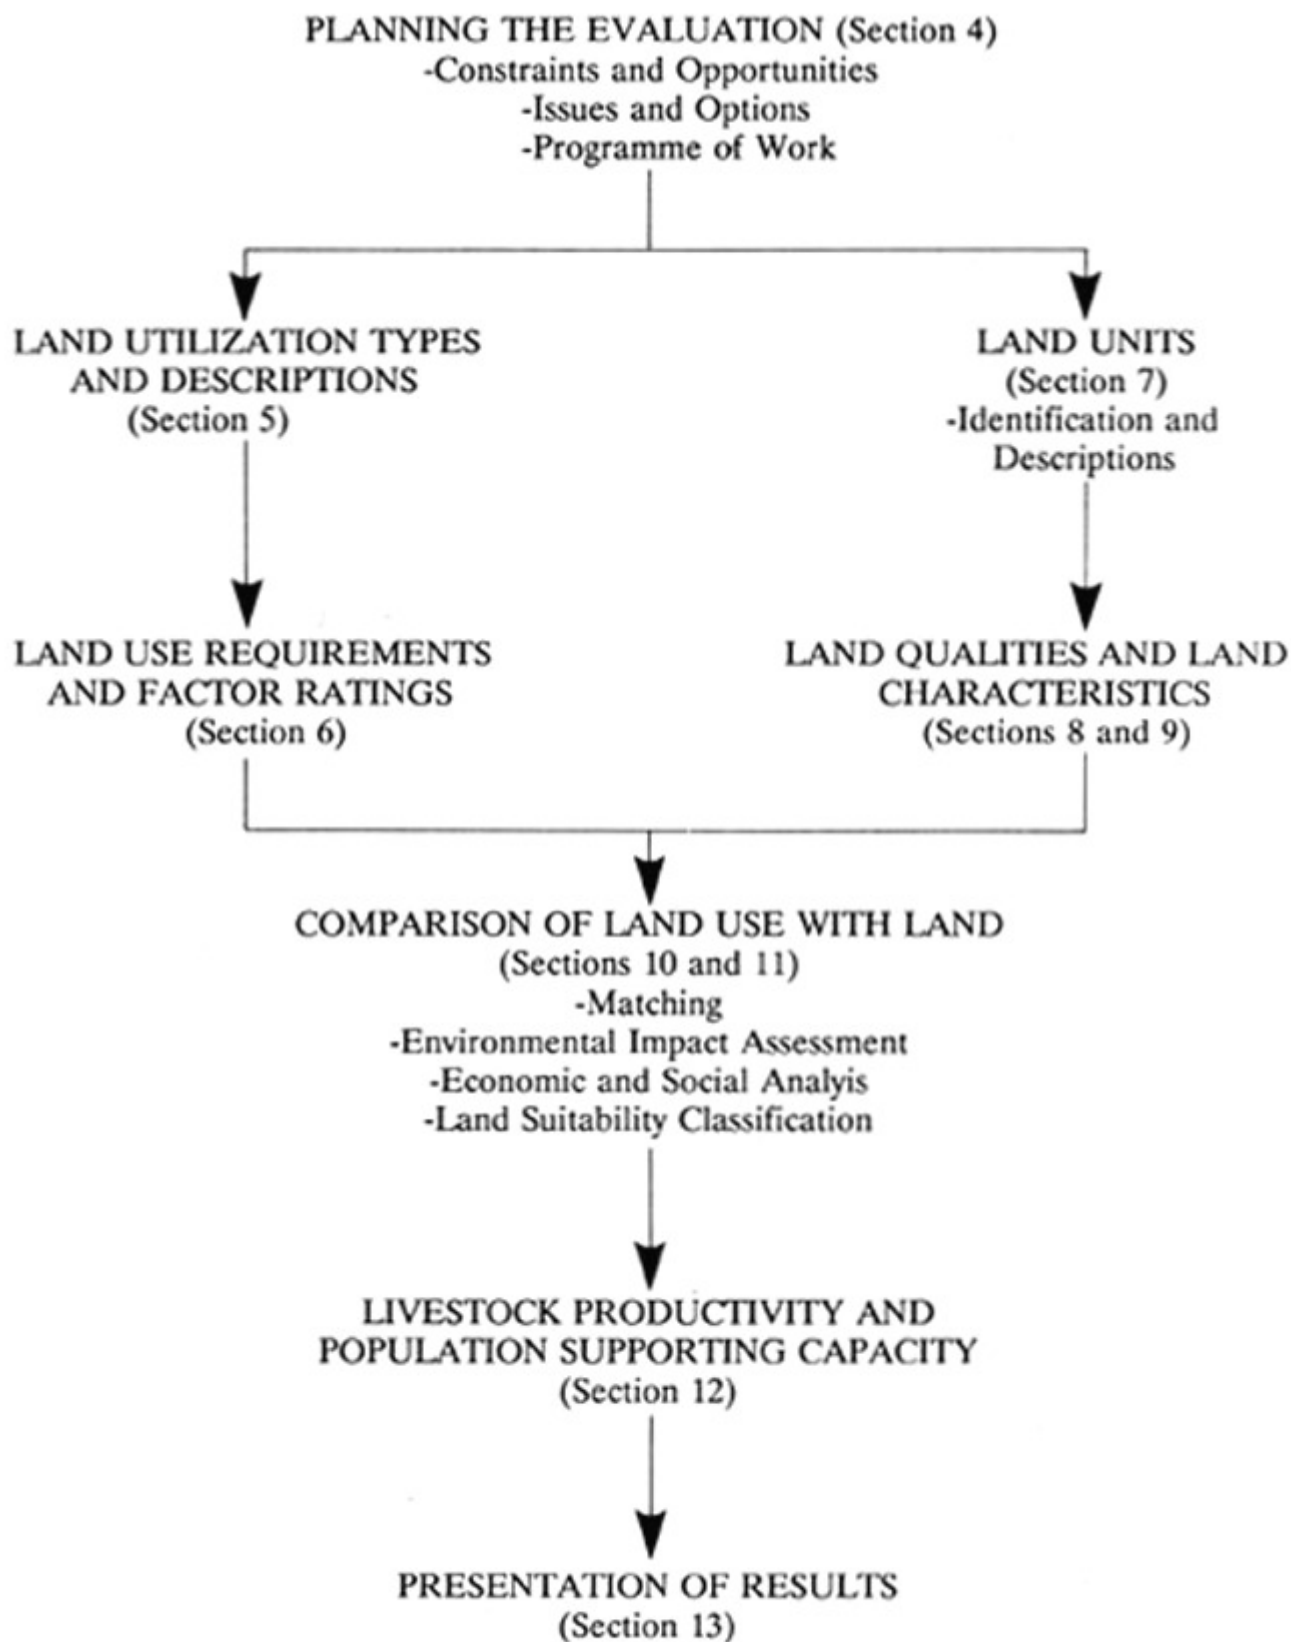 PLANNING THE EVALUATION (Section 4)
-Constraints and Opportunities
-Issues and Options
-Programme of Work
LAND UTILIZATION TYPES
AND DESCRIPTIONS
(Section 5)
LAND UNITS
(Section 7)
-Identification and
Descriptions
LAND USE REQUIREMENTS
AND FACTOR RATINGS
(Section 6)
LAND QUALITIES AND LAND
CHARACTERISTICS
(Sections 8 and 9)
COMPARISON OF LAND USE WITH LAND
(Sections 10 and 11)
-Matching
-Environmental Impact Assessment
-Economic and Social Analyis
-Land Suitability Classification
LIVESTOCK PRODUCTIVITY AND
POPULATION SUPPORTING CAPACITY
(Section 12)
PRESENTATION OF RESULTS
(Section 13)